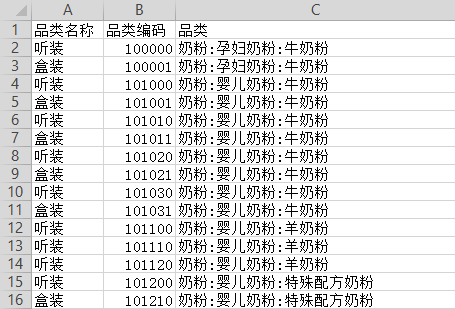 A B C
1 品类名称 品类编码 品类
2 听装 100000 奶粉:孕妇奶粉:牛奶粉
3 盒装 100001 奶粉:孕妇奶粉:牛奶粉
4 听装 101000 奶粉:婴儿奶粉:牛奶粉
5 盒装 101001 奶粉:婴儿奶粉:牛奶粉
6 听装 101010 奶粉:婴儿奶粉:牛奶粉
7 盒装 101011 奶粉:婴儿奶粉:牛奶粉
8 听装 101020 奶粉:婴儿奶粉:牛奶粉
9 盒装 101021 奶粉:婴儿奶粉:牛奶粉
10 听装 101030 奶粉:婴儿奶粉:牛奶粉
11 盒装 101031 奶粉:婴儿奶粉:牛奶粉
12 听装 101100 奶粉:婴儿奶粉:羊奶粉
13 听装 101110 奶粉:婴儿奶粉:羊奶粉
14 听装 101120 奶粉:婴儿奶粉:羊奶粉
15 听装 101200 奶粉:婴儿奶粉:特殊配方奶粉
16 盒装 101210 奶粉:婴儿奶粉:特殊配方奶粉